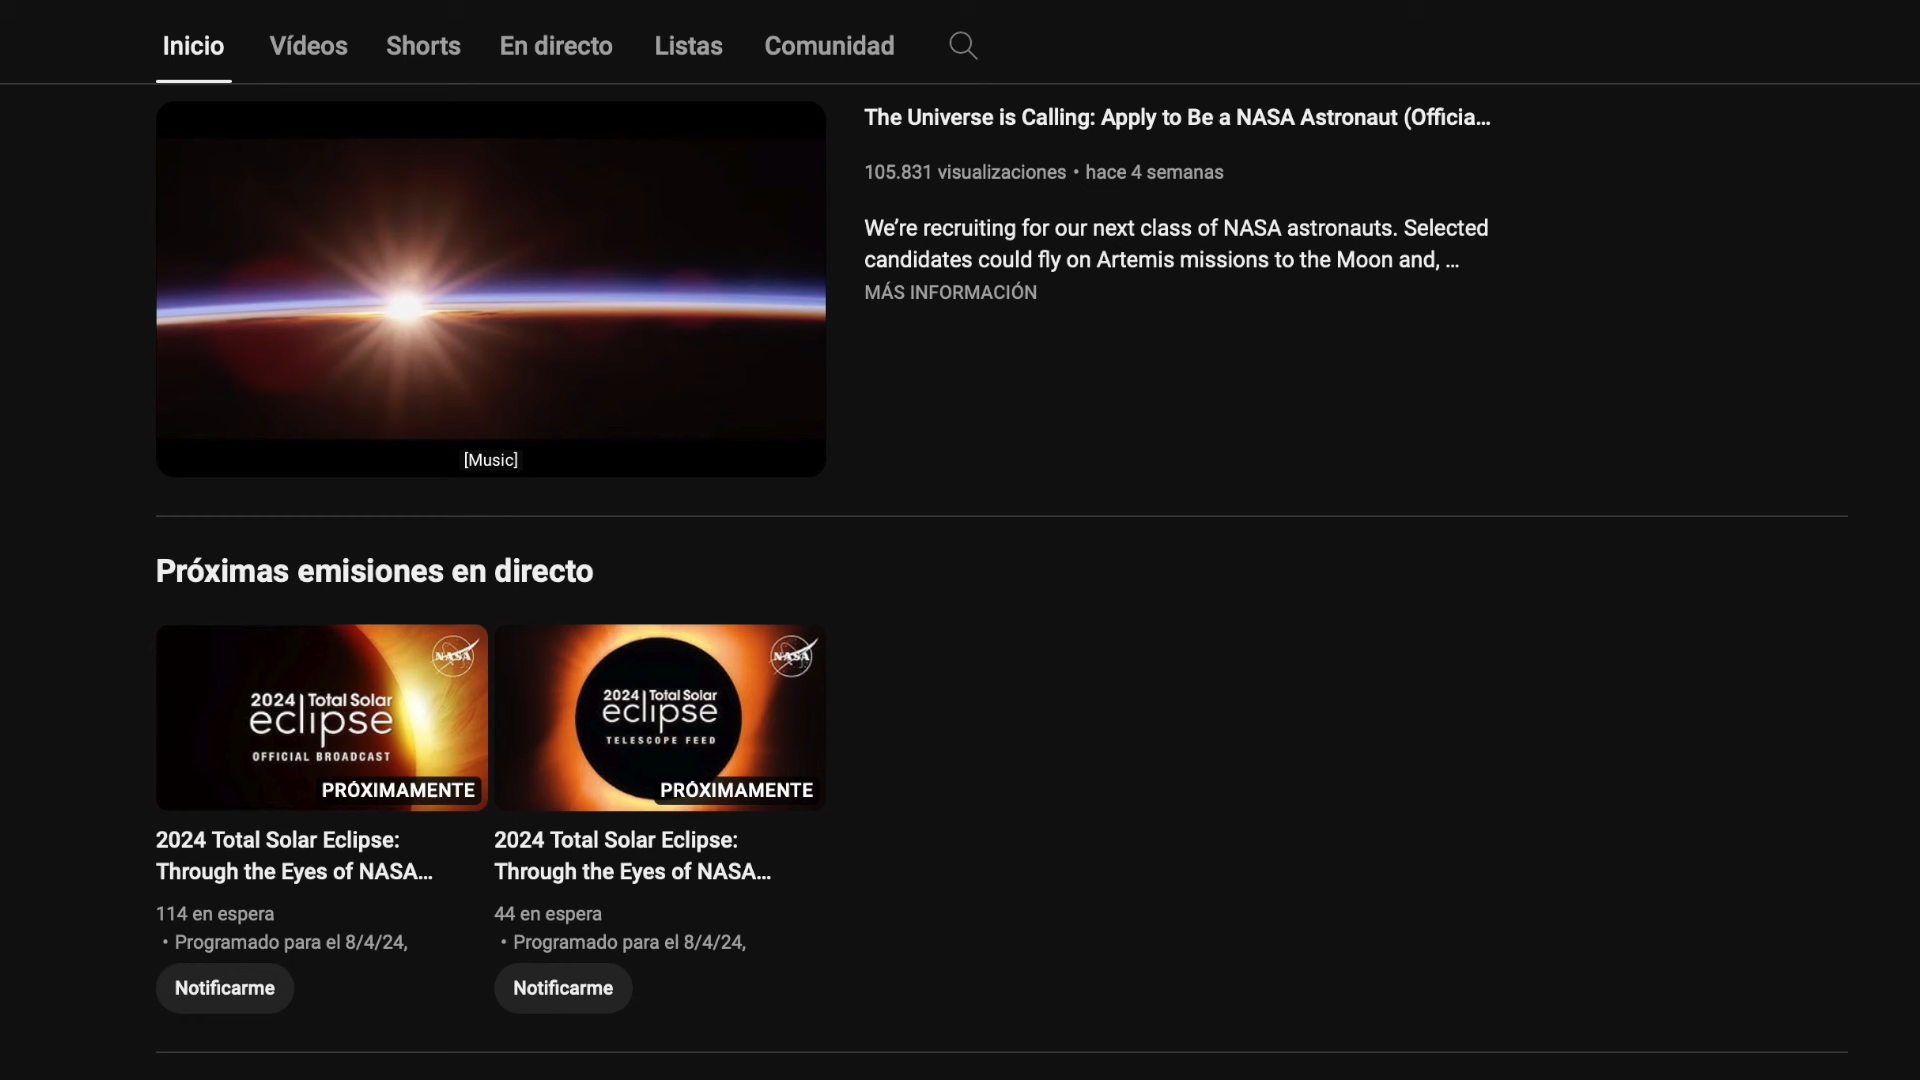 Inicio
Vídeos
Shorts
En directo
Listas
Comunidad
The Universe is Calling: Apply to Be a NASA Astronaut (Officia...
105.831 visualizaciones • hace 4 semanas
We’re recruiting for our next class of NASA astronauts. Selected
candidates could fly on Artemis missions to the Moon and, ...
MÁS INFORMACIÓN
[Music]
Próximas emisiones en directo
NASA
2024 | Total Solar
eclipse
OFFICIAL BROADCAST
PRÓXIMAMENTE
NASA
2024 | Total Solar
eclipse
TELESCOPE FEED
PRÓXIMAMENTE
2024 Total Solar Eclipse:
Through the Eyes of NASA...
114 en espera
• Programado para el 8/4/24,
Notificarme
2024 Total Solar Eclipse:
Through the Eyes of NASA...
44 en espera
• Programado para el 8/4/24,
Notificarme